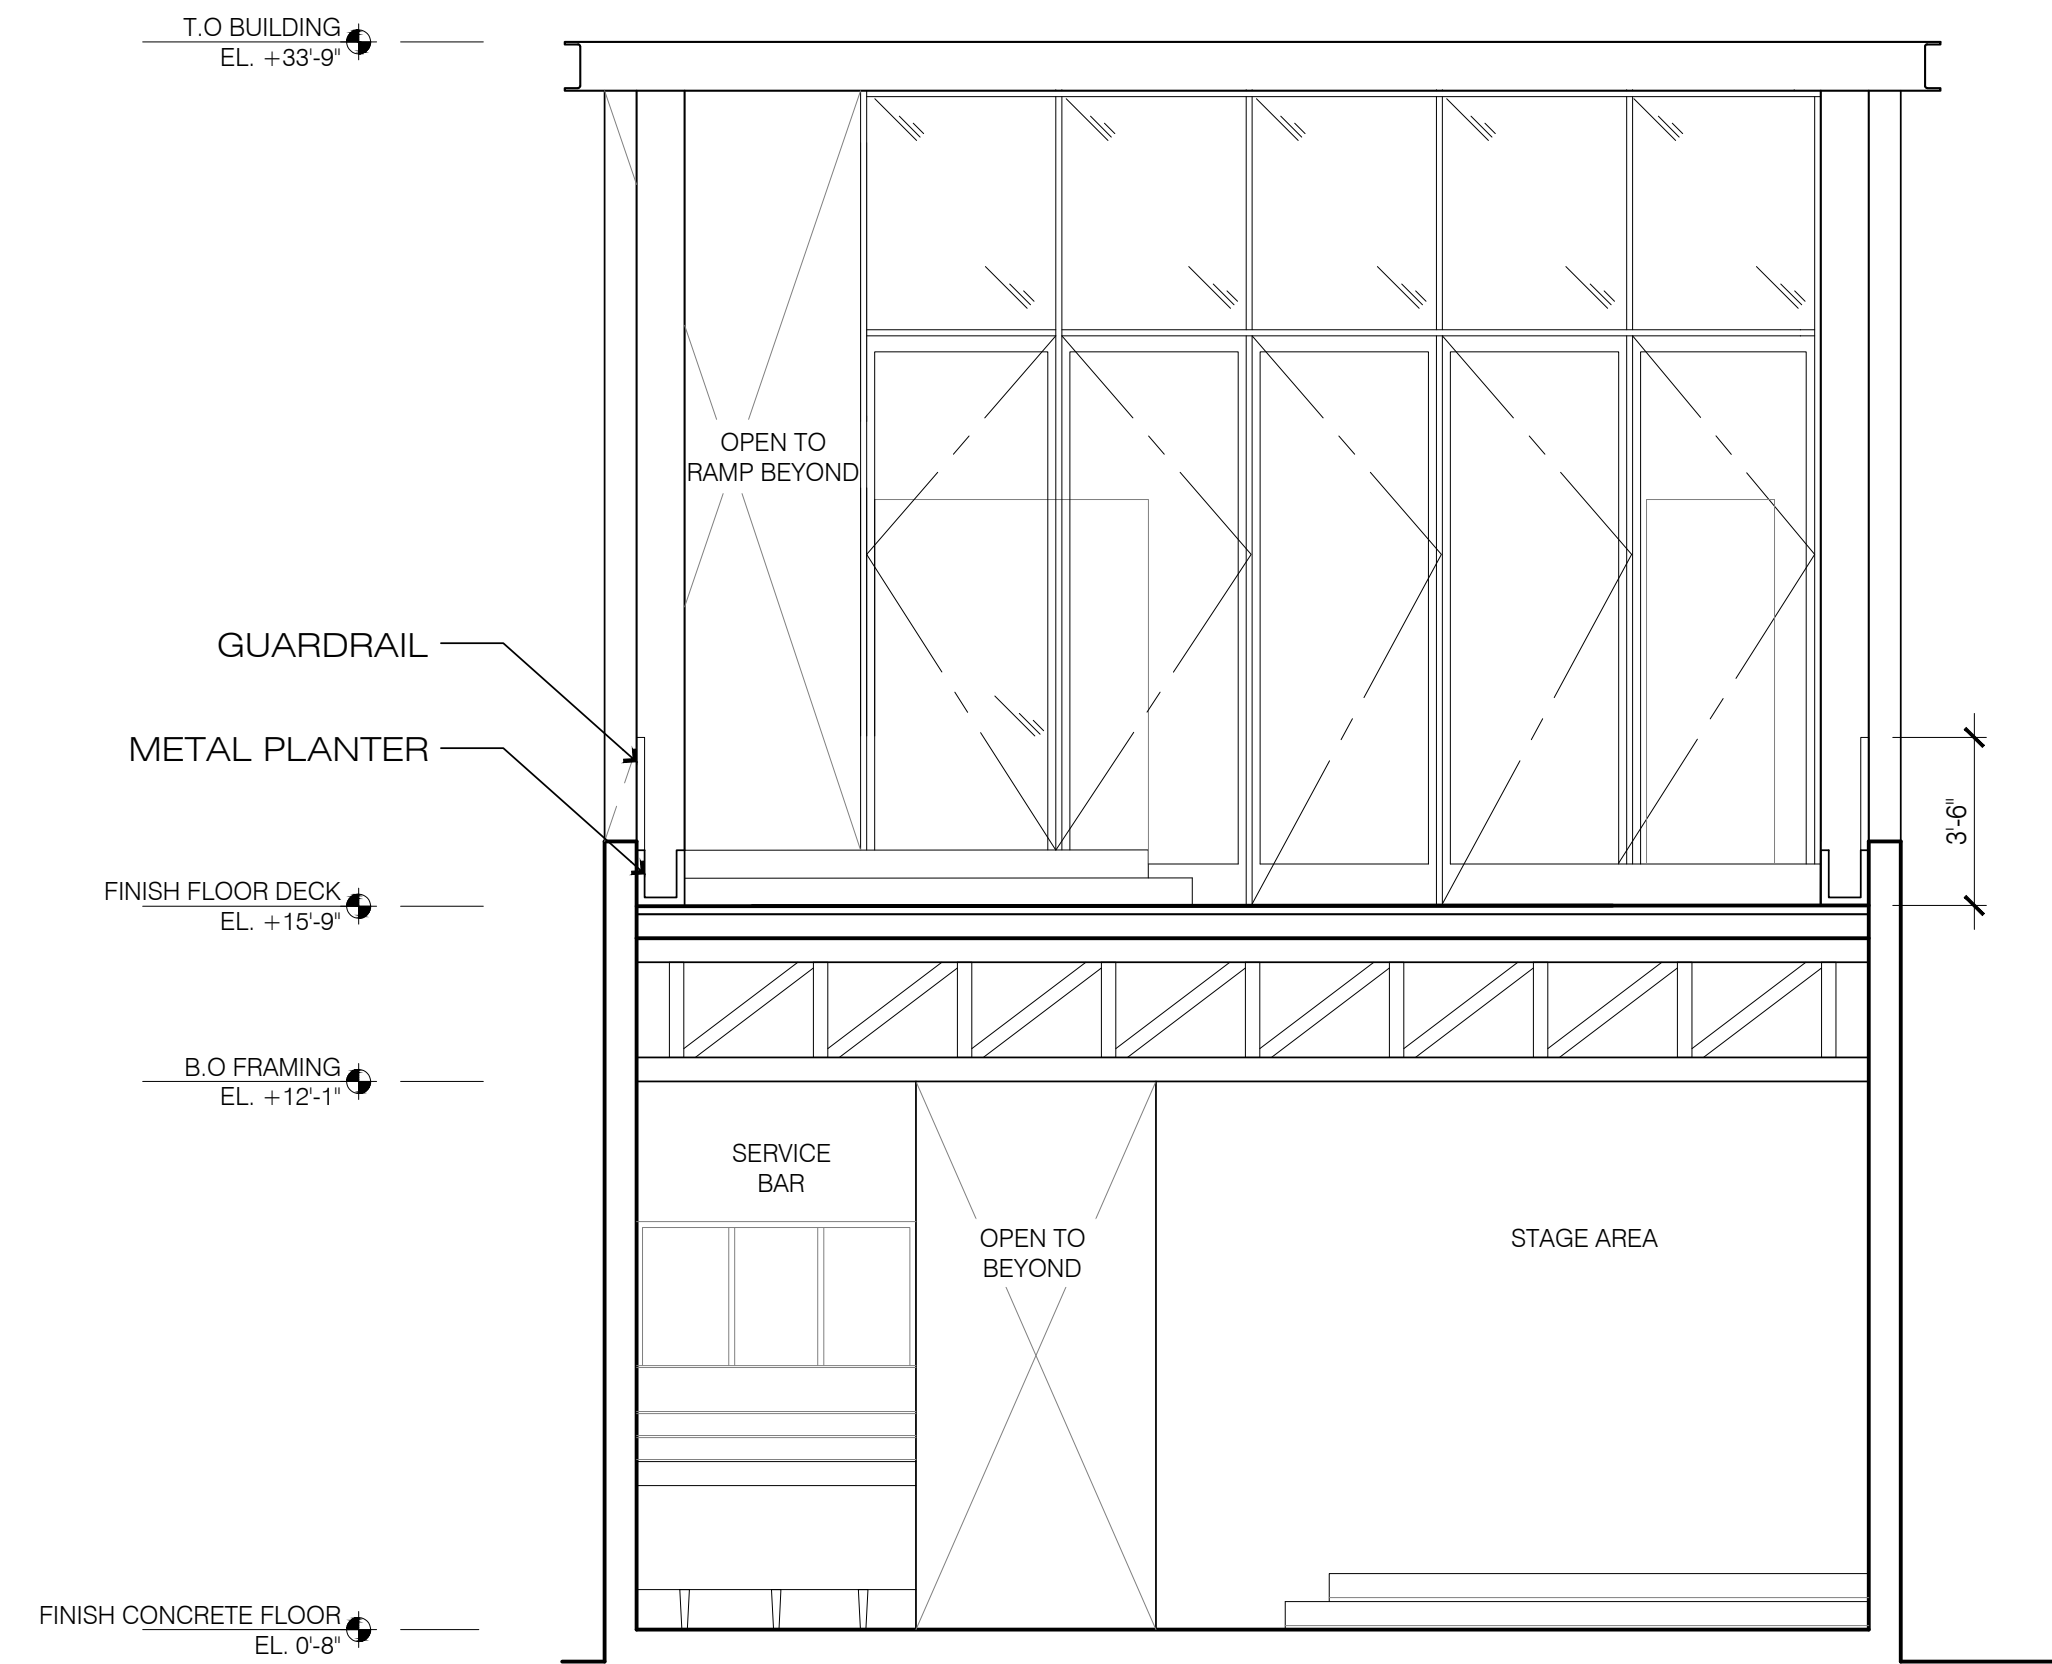 T.O BUILDING
EL. +33'-9"
OPEN TO
RAMP BEYOND
GUARDRAIL
METAL PLANTER
3'-6"
FINISH FLOOR DECK
EL. +15'-9"
B.O FRAMING
EL. +12'-1"
SERVICE
BAR
OPEN TO
BEYOND
STAGE AREA
FINISH CONCRETE FLOOR
EL. 0'-8"